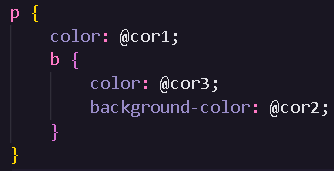 p {
    color: @cor1;
    b {
        color: @cor3;
        background-color: @cor2;
    }
}